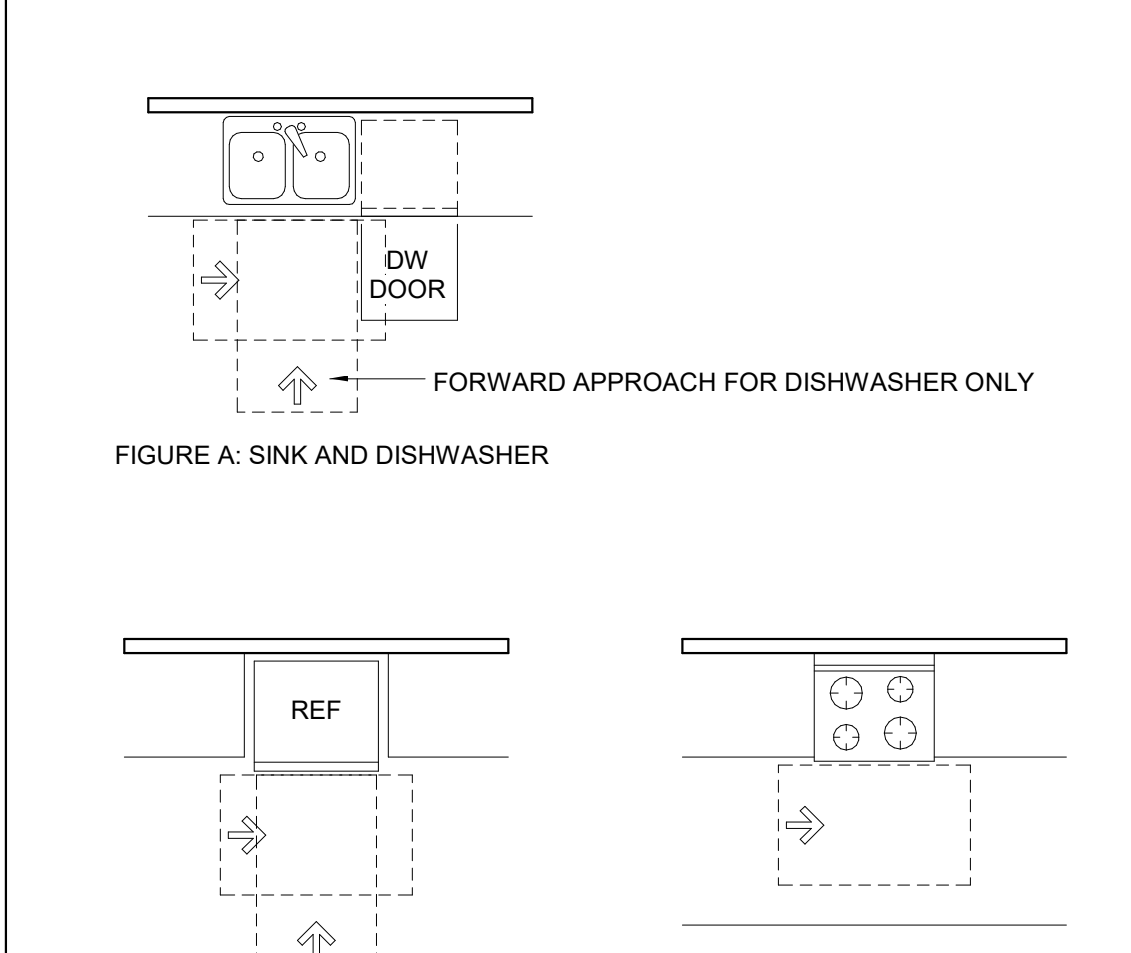 DW
DOOR
FORWARD APPROACH FOR DISHWASHER ONLY
FIGURE A: SINK AND DISHWASHER
REF